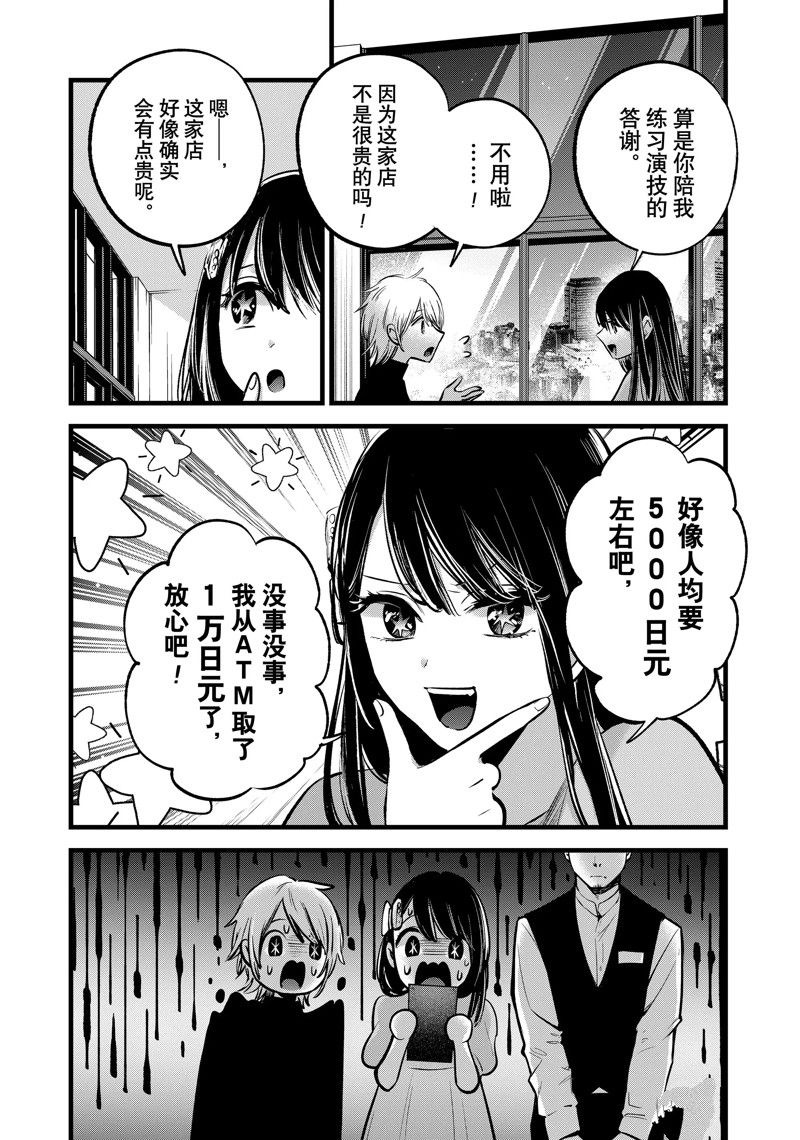 算是你陪我
练习演技的
答谢。
不用啦
……！
因为这家店
不是很贵的吗！
嗯——，
这家店
好像确实
会有点贵呢。
好像人均要
5000日元
左右吧，
没事没事，
我从ATM取了
1万日元了，
放心吧！